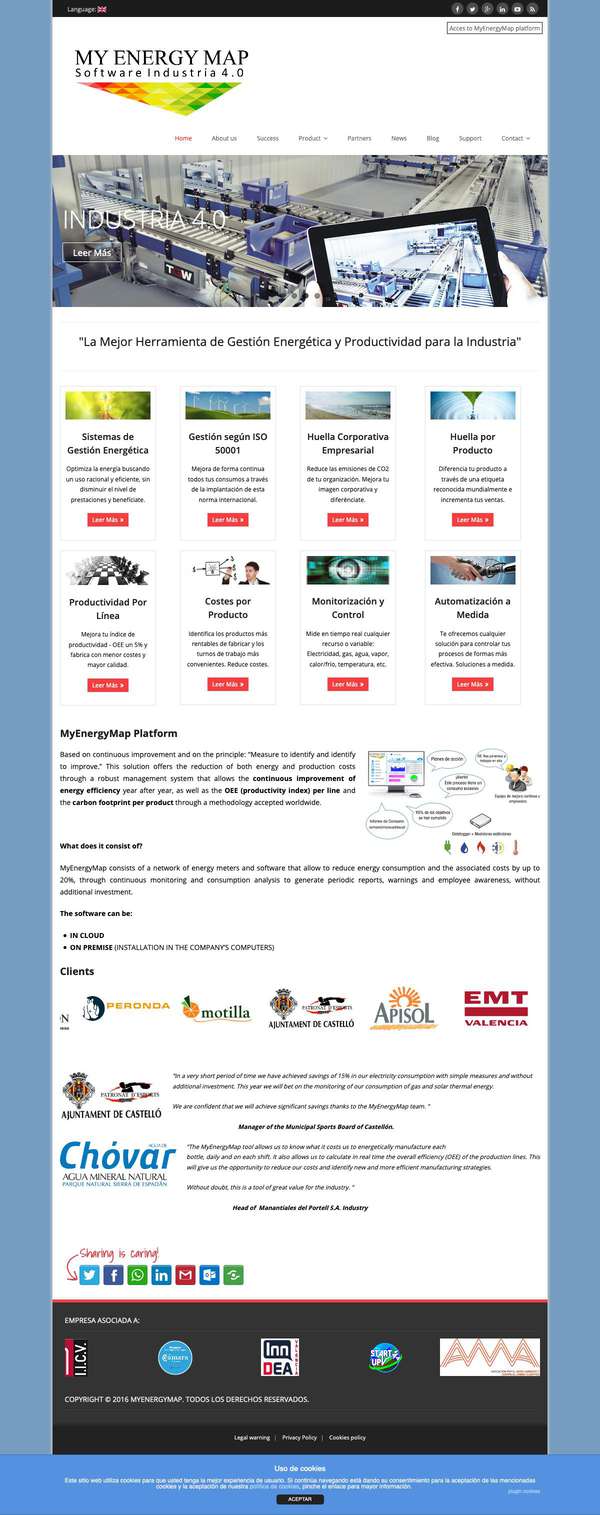 Language:
Acces to MyEnergyMap platform
MY ENERGY MAP
Software Industria 4.0
Home
About us
Success
Product
Partners
News
Blog
Support
Contact
INDUSTRIA 4.0
Leer Más
"La Mejor Herramienta de Gestión Energética y Productividad para la Industria"
Sistemas de
Gestión Energética
Optimiza la energía buscando
un uso racional y eficiente, sin
disminuir el nivel de
prestaciones y benefíciate.
Leer Más »
Gestión según ISO
50001
Mejora de forma continua
todos tus consumos a través
de la implantación de esta
norma internacional.
Leer Más »
Huella Corporativa
Empresarial
Reduce las emisiones de CO2
de tu organización. Mejora tu
imagen corporativa y
diferénciate.
Leer Más »
Huella por
Producto
Diferencia tu producto a
través de una etiqueta
reconocida mundialmente e
incrementa tus ventas.
Leer Más »
Productividad Por
Línea
Mejora tu índice de
productividad - OEE un 5% y
fabrica con menor costes y
mayor calidad.
Leer Más »
Costes por
Producto
Identifica los productos más
rentables de fabricar y los
turnos de trabajo más
convenientes. Reduce costes.
Leer Más »
Monitorización y
Control
Mide en tiempo real cualquier
recurso o variable:
Electricidad, gas, agua, vapor,
calor/frio, temperatura, etc.
Leer Más »
Automatización a
Medida
Te ofrecemos cualquier
solución para controlar tus
procesos de formas más
efectiva. Soluciones a medida.
Leer Más »
MyEnergyMap Platform
Based on continuous improvement and on the principle: "Measure to identify and identify
to improve." This solution offers the reduction of both energy and production costs
through a robust management system that allows the continuous improvement of
energy efficiency year after year, as well as the OEE (productivity index) per line and
the carbon footprint per product through a methodology accepted worldwide.
Planes de acción
What does it consist of?
MyEnergyMap consists of a network of energy meters and software that allow to reduce energy consumption and the associated costs by up to
20%, through continuous monitoring and consumption analysis to generate periodic reports, warnings and employee awareness, without
additional investment.
The software can be:
IN CLOUD
ON PREMISE (INSTALLATION IN THE COMPANY'S COMPUTERS)
Clients
PERONDA
motilla
PATRONAT D'ESPORTS
AJUNTAMENT DE CASTELLÓ
APISOL
EMT
VALENCIA
PATRONAT D'ESPORTS
AJUNTAMENT DE CASTELLÓ
"In a very short period of time we have achieved savings of 15% in our electricity consumption with simple measures and without
additional investment. This year we will bet on the monitoring of our consumption of gas and solar thermal energy.
We are confident that we will achieve significant savings thanks to the MyEnergyMap team. "
Manager of the Municipal Sports Board of Castellón.
AGUA DE
Chóvar
AGUA MINERAL NATURAL
PARQUE NATURAL SIERRA DE ESPADÁN
"The MyEnergyMap tool allows us to know what it costs us to energetically manufacture each
bottle, daily and on each shift. It also allows us to calculate in real time the overall efficiency (OEE) of the production lines. This
will give us the opportunity to reduce our costs and identify new and more efficient manufacturing strategies.
Without doubt, this is a tool of great value for the industry. "
Head of Manantiales del Portell S.A. Industry
Sharing is caring!
EMPRESA ASOCIADA A:
I.I.C.V.
Cámara
Inn
DEA
VALENCIA
START
UPV
AMA
COPYRIGHT © 2016 MYENERGYMAP. TODOS LOS DERECHOS RESERVADOS.
Legal warning | Privacy Policy | Cookies policy
Uso de cookies
Este sitio web utiliza cookies para que usted tenga la mejor experiencia de usuario. Si continúa navegando está dando su consentimiento para la aceptación de las mencionadas
cookies y la aceptación de nuestra política de cookies, pinche el enlace para mayor información.
plugin cookies
ACEPTAR